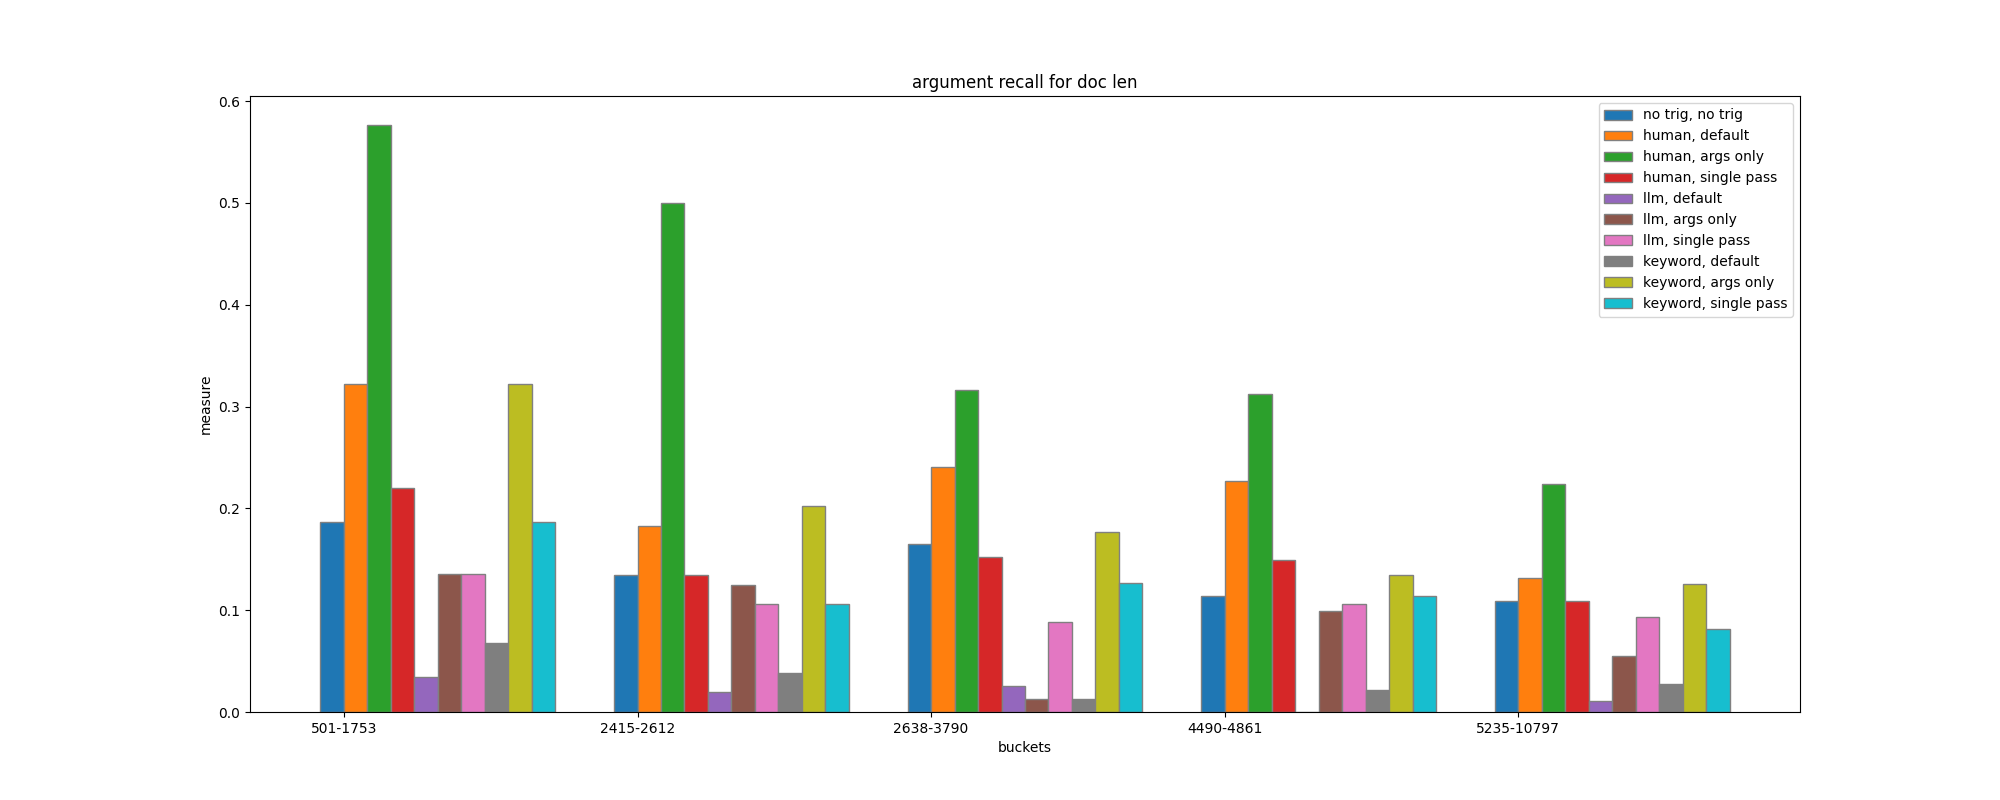 argument recall for doc len
0.6
0.5
0.4
0.3
0.2
0.1
0.0
measure
no trig, no trig
human, default
human, args only
human, single pass
llm, default
llm, args only
llm, single pass
keyword, default
keyword, args only
keyword, single pass
501-1753
2415-2612
2638-3790
4490-4861
5235-10797
buckets